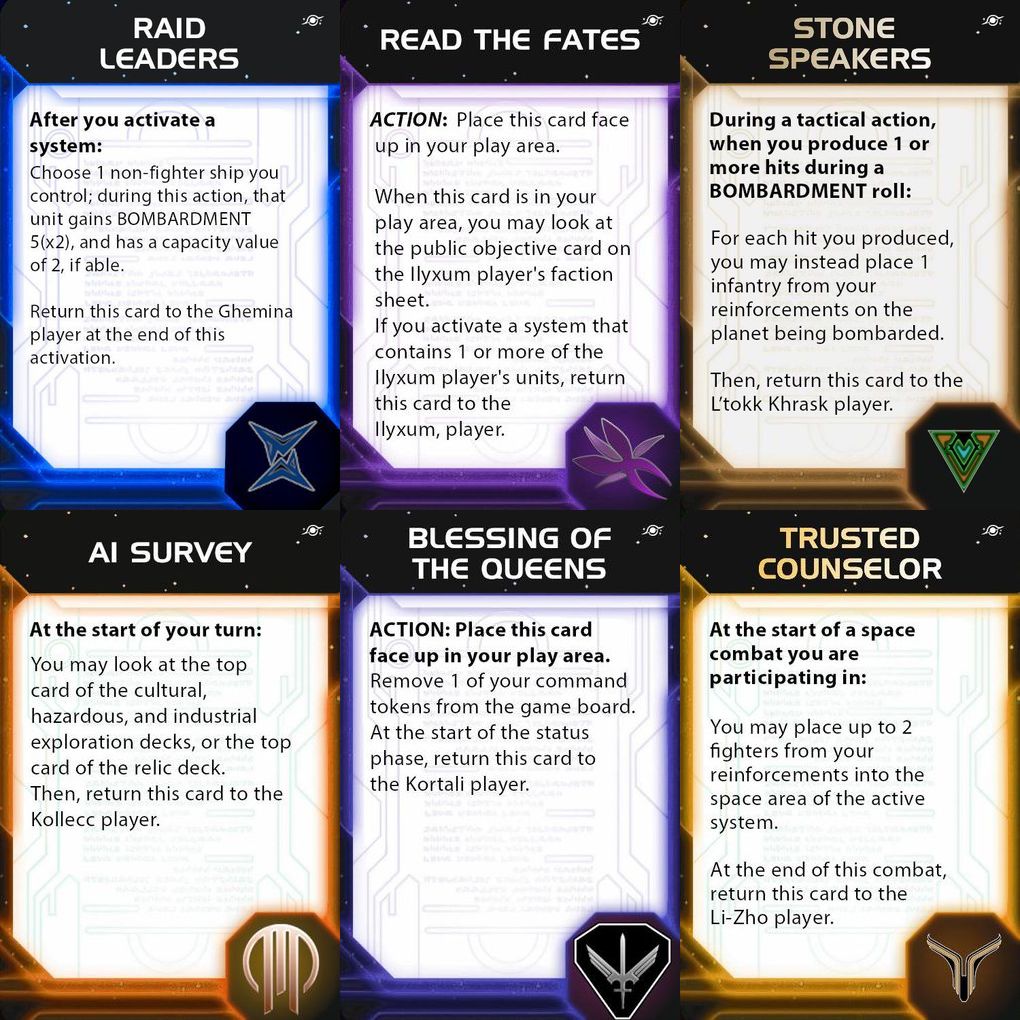 RAID
LEADERS
After you activate a
system:
Choose 1 non-fighter ship you
control; during this action, that
unit gains BOMBARDMENT
5(x2), and has a capacity value
of 2, if able.
Return this card to the Ghemina
player at the end of this
activation.
READ THE FATES
ACTION: Place this card face
up in your play area.
When this card is in your
play area, you may look at
the public objective card on
the Ilyxum player's faction
sheet.
If you activate a system that
contains 1 or more of the
Ilyxum player's units, return
this card to the
Ilyxum, player.
STONE
SPEAKERS
During a tactical action,
when you produce 1 or
more hits during a
BOMBARDMENT roll:
For each hit you produced,
you may instead place 1
infantry from your
reinforcements on the
planet being bombarded.
Then, return this card to the
L'tokk Khrask player.
AI SURVEY
At the start of your turn:
You may look at the top
card of the cultural,
hazardous, and industrial
exploration decks, or the top
card of the relic deck.
Then, return this card to the
Kollecc player.
BLESSING OF
THE QUEENS
ACTION: Place this card
face up in your play area.
Remove 1 of your command
tokens from the game board.
At the start of the status
phase, return this card to
the Kortali player.
TRUSTED
COUNSELOR
At the start of a space
combat you are
participating in:
You may place up to 2
fighters from your
reinforcements into the
space area of the active
system.
At the end of this combat,
return this card to the
Li-Zho player.